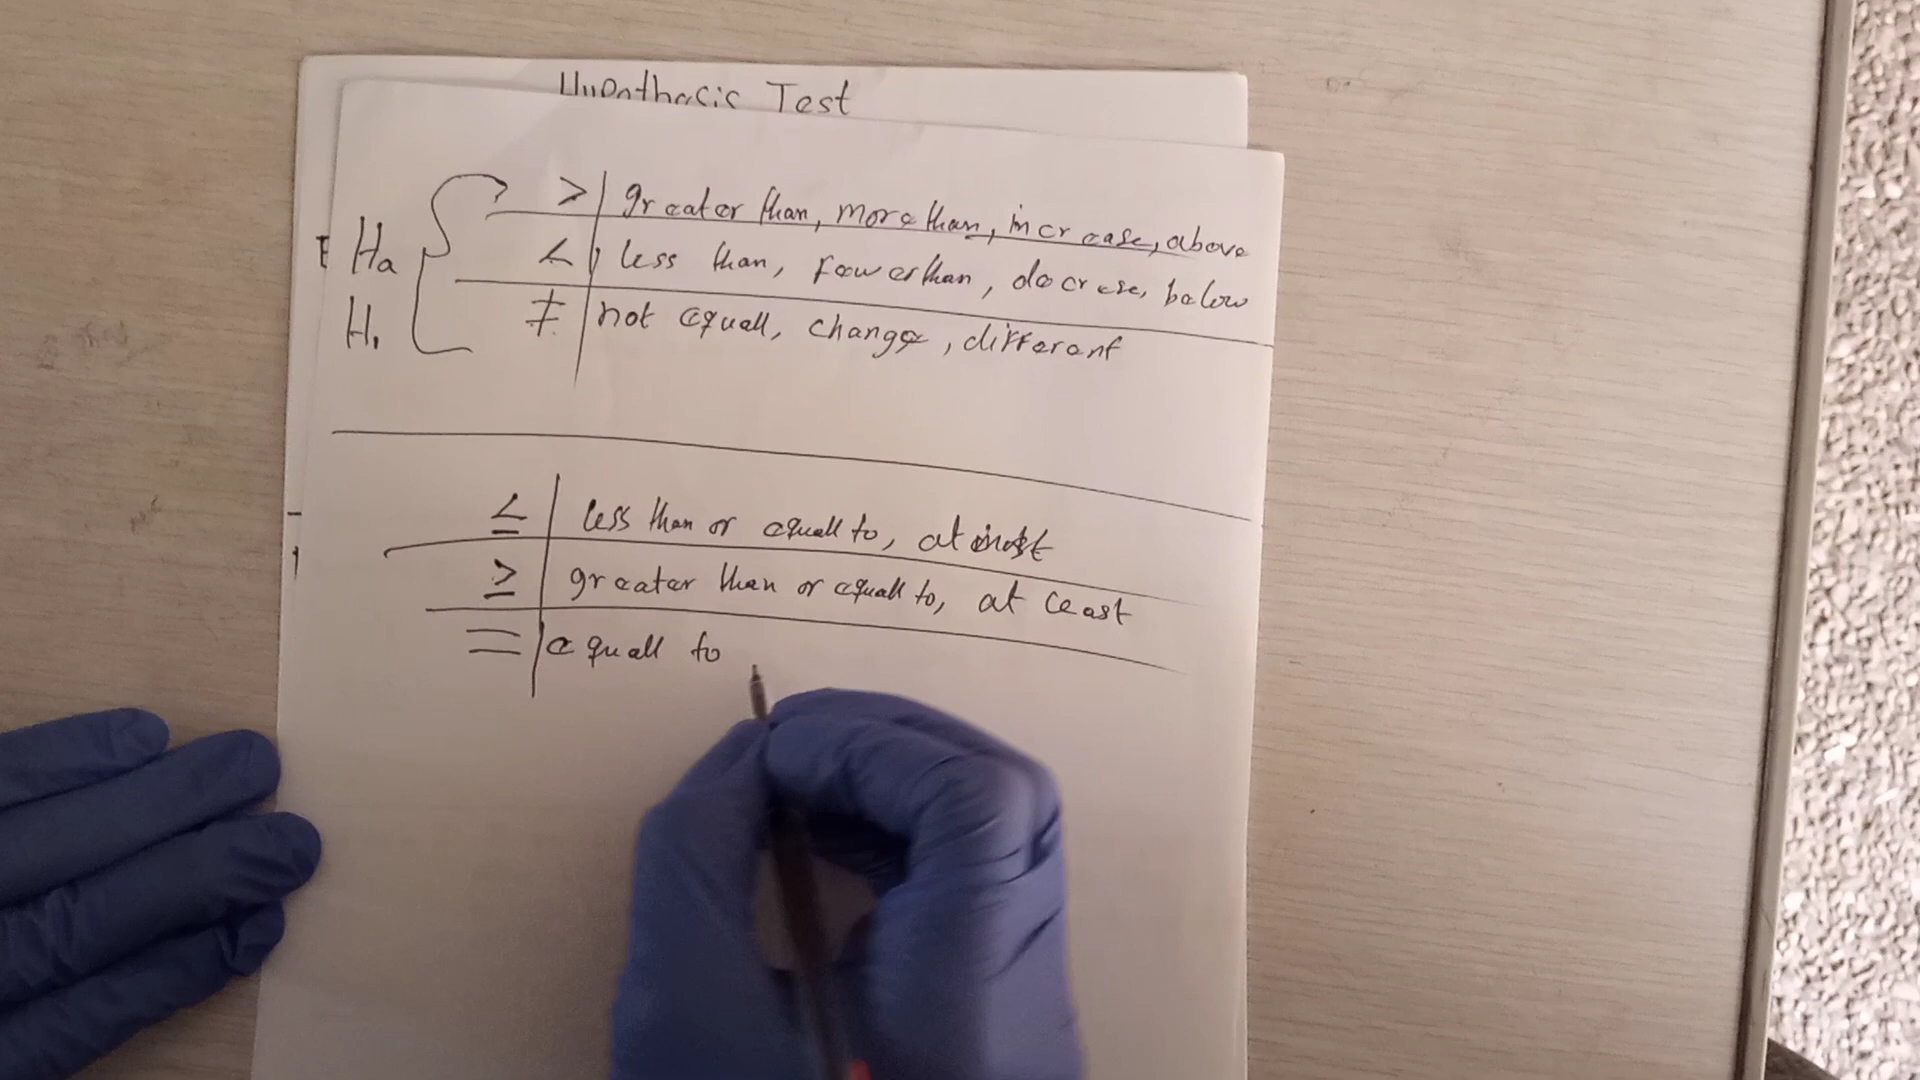 Hypothesis Test
> greater than, more than, increase, above
Ha < less than, fewer than, decrese, below
H₁ ≠ not equall, change, different
≤ less than or equall to, at most
≥ greater than or equall to, at least
= equall to